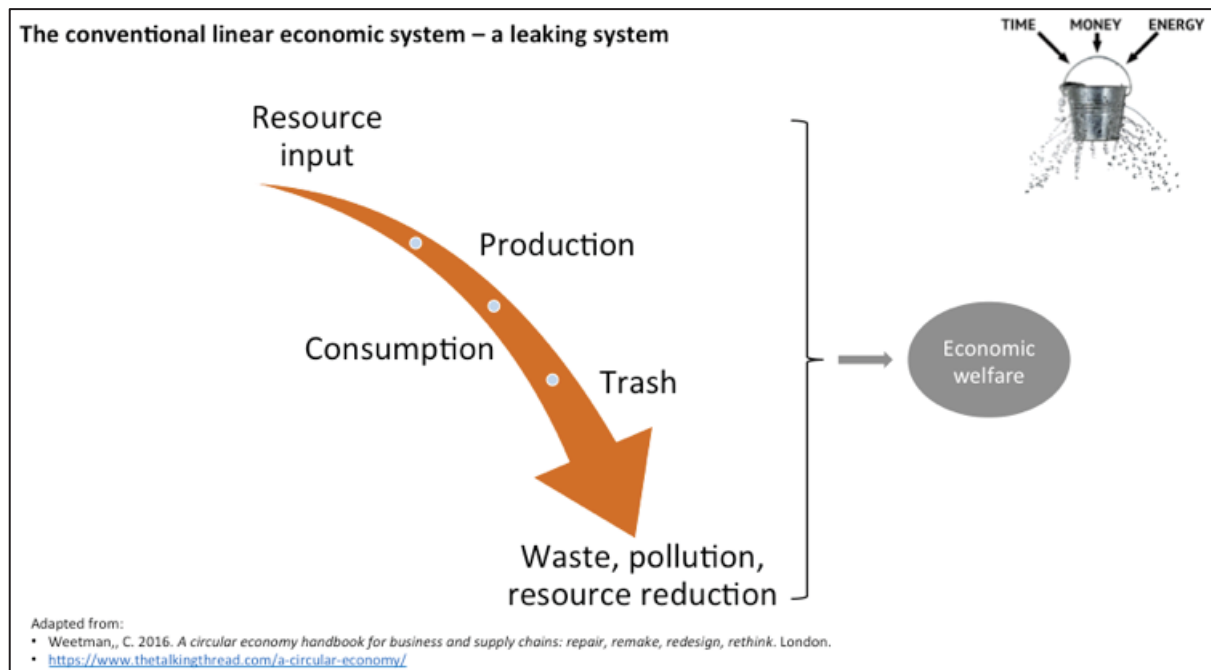 The conventional linear economic system – a leaking system
TIME MONEY ENERGY
Resource
input
Production
Consumption
Trash
Economic
welfare
Waste, pollution,
resource reduction
Adapted from:
• Weetman,, C. 2016. A circular economy handbook for business and supply chains: repair, remake, redesign, rethink. London.
• https://www.thetalkingthread.com/a-circular-economy/